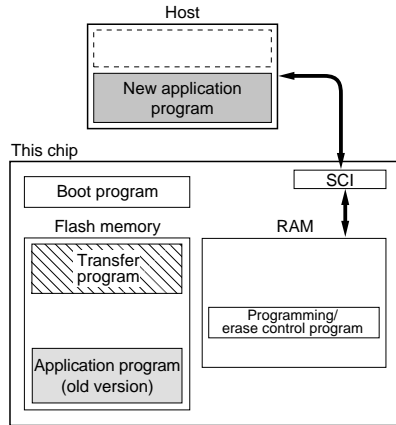 Host
New application
program
This chip
SCI
Boot program
Flash memory
RAM
Transfer
program
Programming/
erase control program
Application program
(old version)